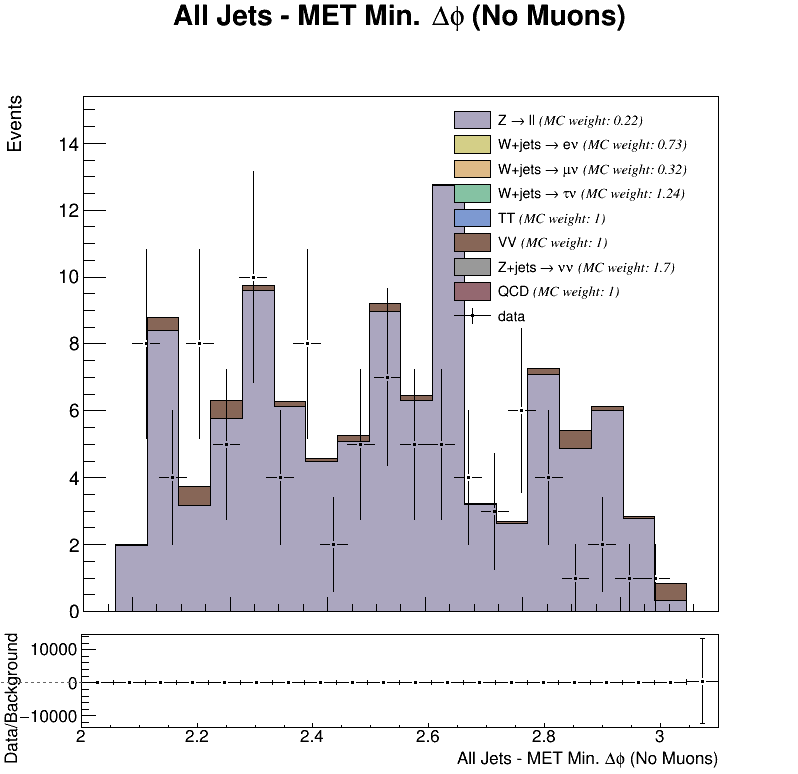 All Jets - MET Min. Δϕ (No Muons)
Events
14
12
10
8
6
4
2
0
Z → ll (MC weight: 0.22)
W+jets → eν (MC weight: 0.73)
W+jets → μν (MC weight: 0.32)
W+jets → τν (MC weight: 1.24)
TT (MC weight: 1)
VV (MC weight: 1)
Z+jets → νν (MC weight: 1.7)
QCD (MC weight: 1)
data
Data/Background
10000
0
−10000
2 2.2 2.4 2.6 2.8 3
All Jets - MET Min. Δϕ (No Muons)